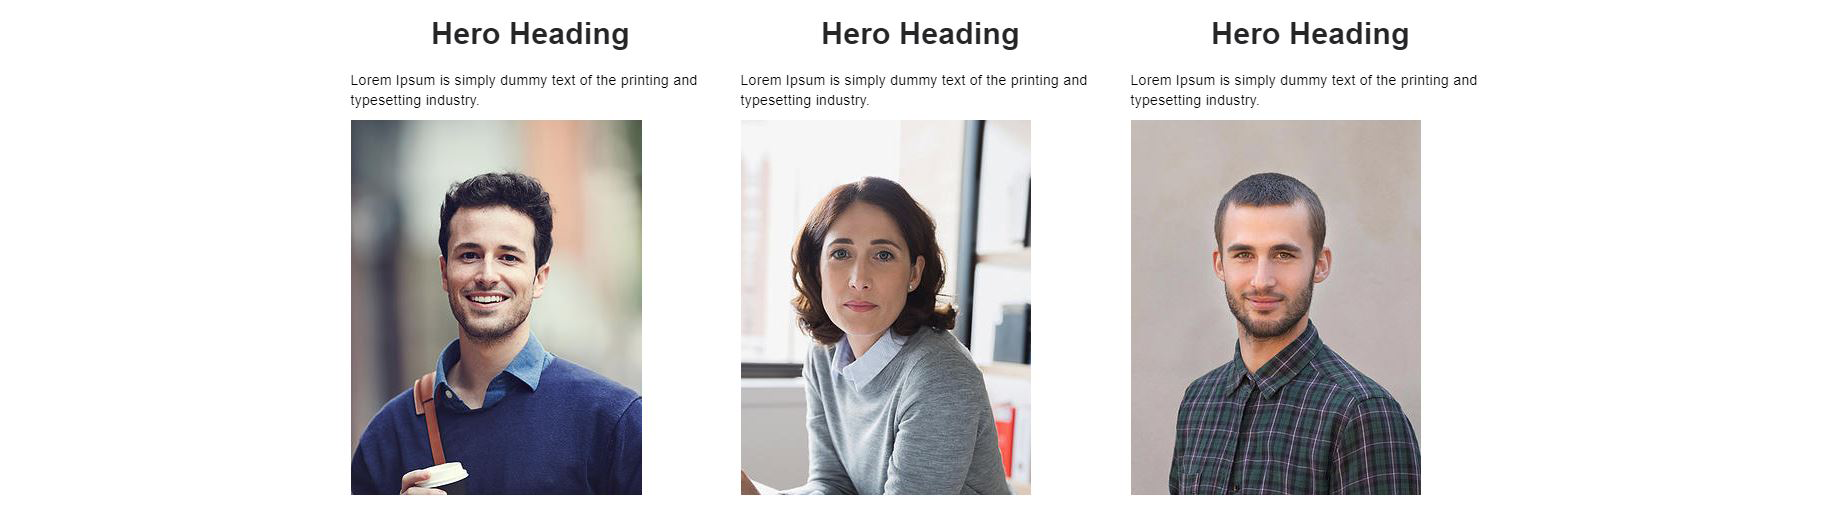 Hero Heading
Lorem Ipsum is simply dummy text of the printing and
typesetting industry.
Hero Heading
Lorem Ipsum is simply dummy text of the printing and
typesetting industry.
Hero Heading
Lorem Ipsum is simply dummy text of the printing and
typesetting industry.